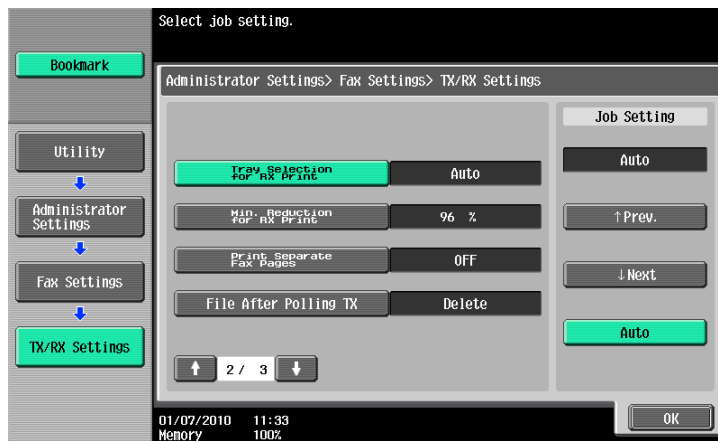 Select job setting.
Bookmark
Administrator Settings> Fax Settings> TX/RX Settings
Utility
Administrator
Settings
Fax Settings
TX/RX Settings
Tray Selection
for RX Print
Auto
Min. Reduction
for RX Print
96 %
Print Separate
Fax Pages
OFF
File After Polling TX
Delete
2/ 3
Job Setting
Auto
↑Prev.
↓Next
Auto
01/07/2010 11:33
Memory 100%
OK